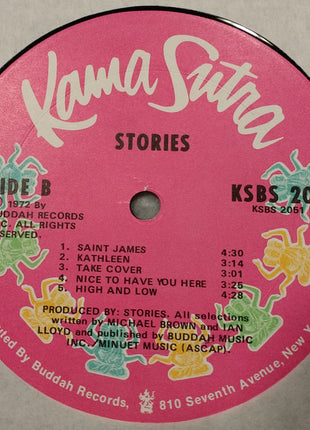 Kama Sutra
STORIES
IDE B
KSBS 20
1972 By
UDDAH RECORDS
C. ALL RIGHTS
SERVED.
KSBS 2051
1. SAINT JAMES 4:30
2. KATHLEEN 3:14
3. TAKE COVER 3:01
4. NICE TO HAVE YOU HERE 3:25
5. HIGH AND LOW 4:28
PRODUCED BY: STORIES. All selections
written by MICHAEL BROWN and IAN
LLOYD and published by BUDDAH MUSIC
INC./MINUET MUSIC (ASCAP).
uted By Buddah Records, 810 Seventh Avenue, New